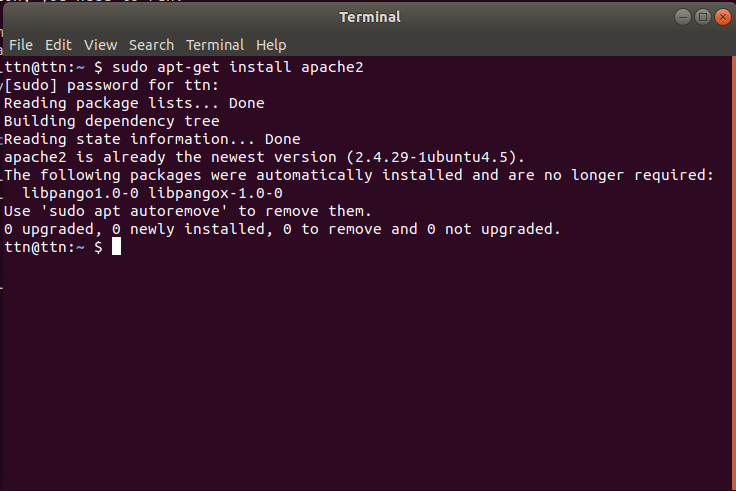 Terminal
File Edit View Search Terminal Help
ttn@ttn:~ $ sudo apt-get install apache2
[sudo] password for ttn:
Reading package lists... Done
Building dependency tree
Reading state information... Done
apache2 is already the newest version (2.4.29-1ubuntu4.5).
The following packages were automatically installed and are no longer required:
  libpango1.0-0 libpangox-1.0-0
Use 'sudo apt autoremove' to remove them.
0 upgraded, 0 newly installed, 0 to remove and 0 not upgraded.
ttn@ttn:~ $